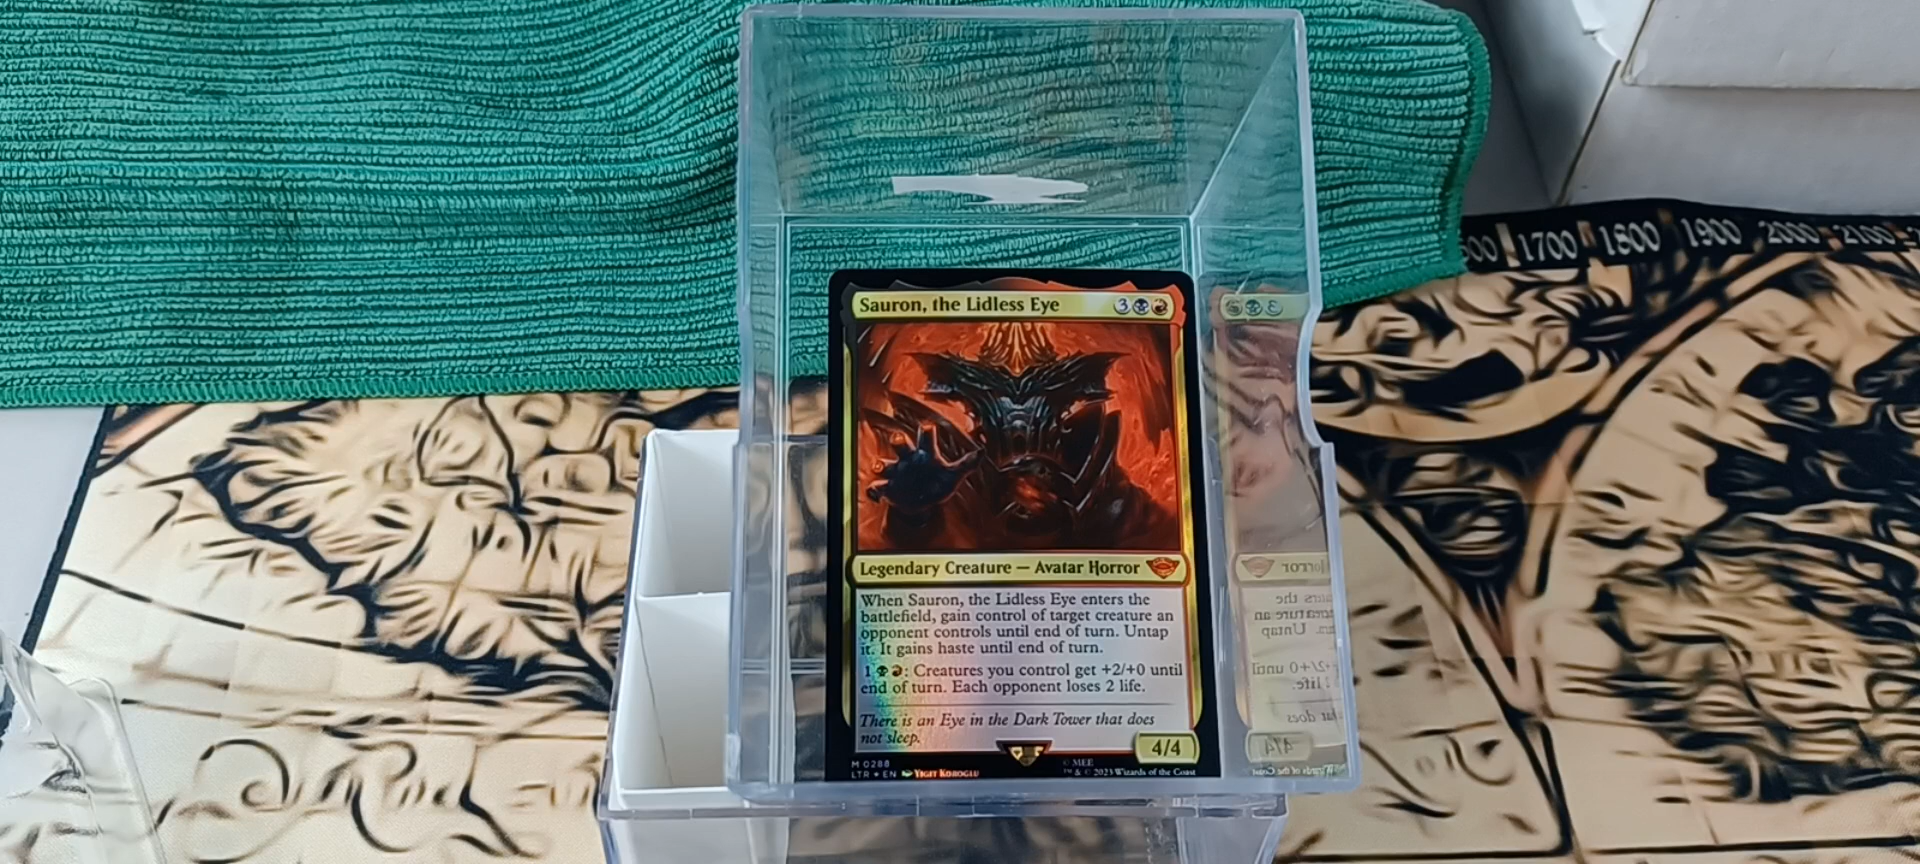 1700 1800 1900 2000 2100
Sauron, the Lidless Eye 3
Legendary Creature — Avatar Horror
When Sauron, the Lidless Eye enters the
battlefield, gain control of target creature an
opponent controls until end of turn. Untap
it. It gains haste until end of turn.
1 : Creatures you control get +2/+0 until
end of turn. Each opponent loses 2 life.
There is an Eye in the Dark Tower that does
not sleep.
4/4
M 0288
LTR ★ EN YIGIT KOROGLU
© MEE
™ & © 2023 Wizards of the Coast